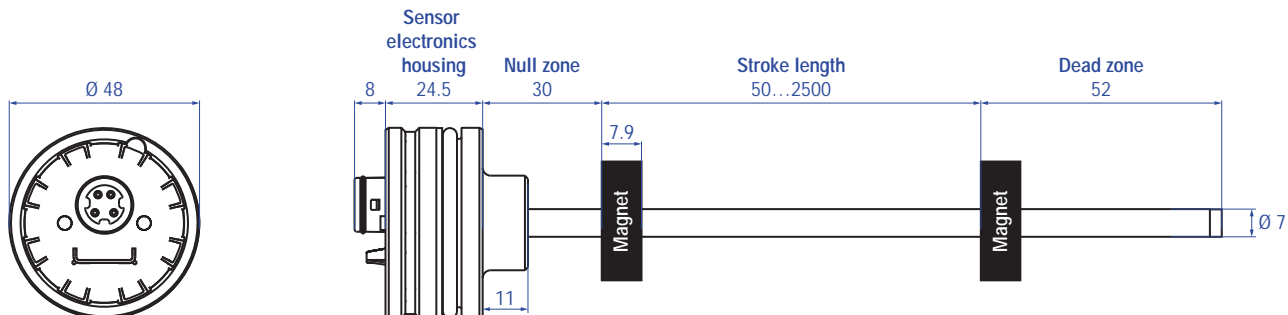 Sensor
electronics
housing
Null zone
Stroke length
Dead zone
Ø 48
8
24.5
30
50…2500
52
7.9
Magnet
Magnet
Ø 7
11